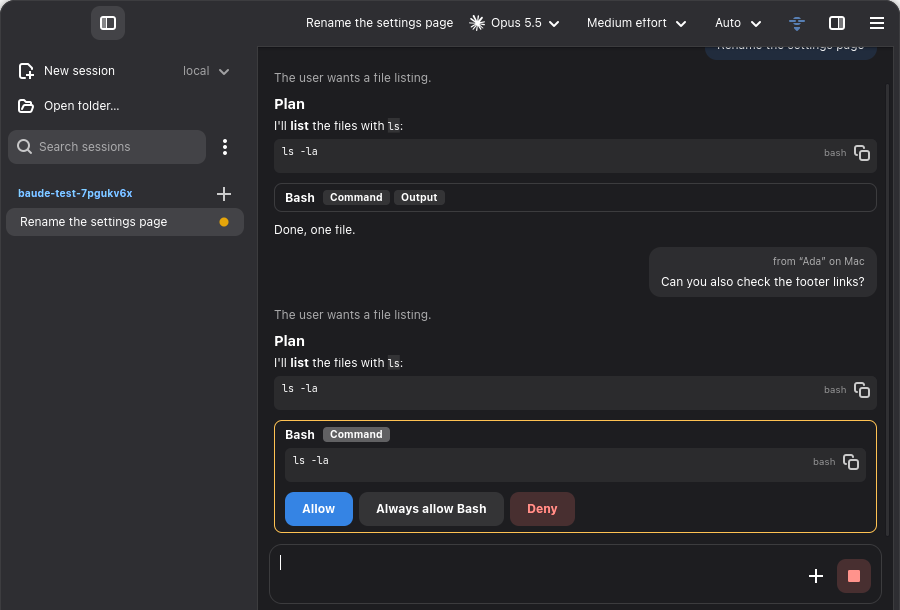 Rename the settings page
Opus 5.5
Medium effort
Auto
New session
local
Open folder...
Search sessions
baude-test-7pgukv6x
Rename the settings page
Rename the settings page
The user wants a file listing.
Plan
I'll list the files with ls:
ls -la
bash
Bash
Command
Output
Done, one file.
from “Ada” on Mac
Can you also check the footer links?
The user wants a file listing.
Plan
I'll list the files with ls:
ls -la
bash
Bash
Command
ls -la
bash
Allow
Always allow Bash
Deny